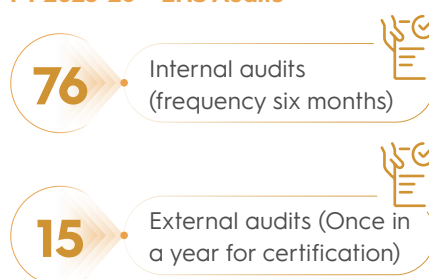 76
Internal audits
(frequency six months)
15
External audits (Once in
a year for certification)